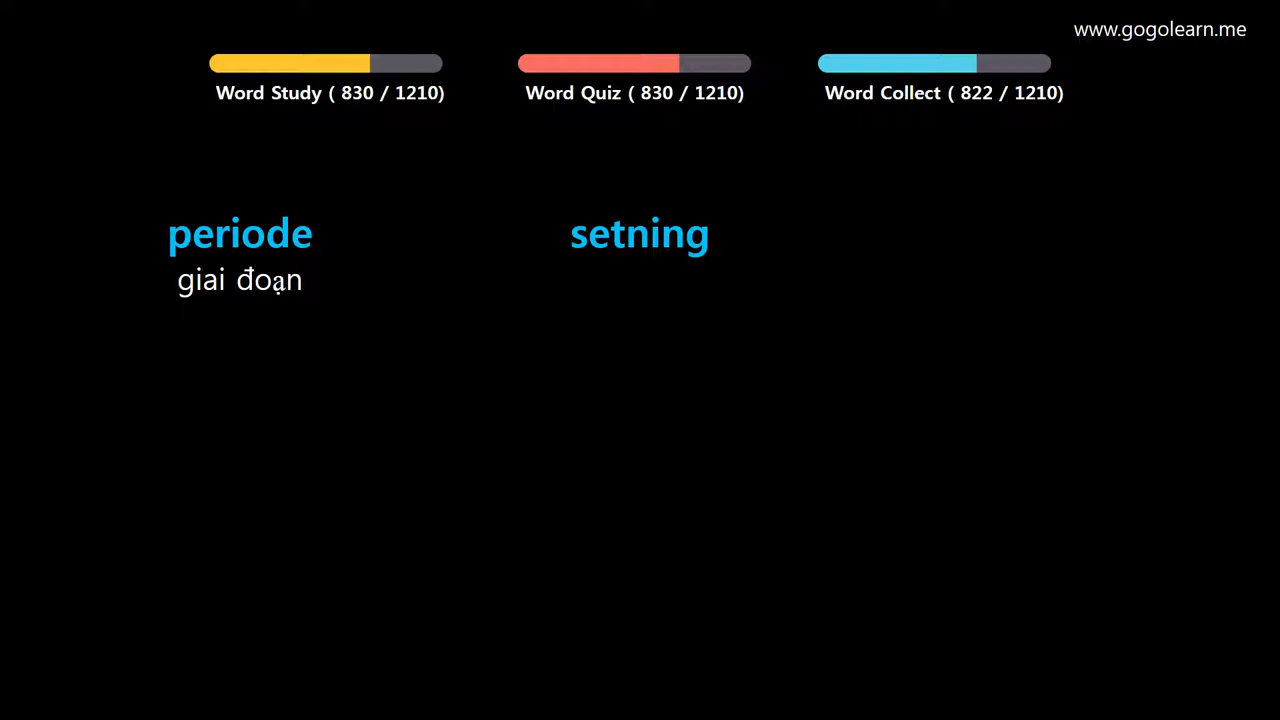 www.gogolearn.me
Word Study ( 830 / 1210)
Word Quiz ( 830 / 1210)
Word Collect ( 822 / 1210)
periode
setning
giai đoạn